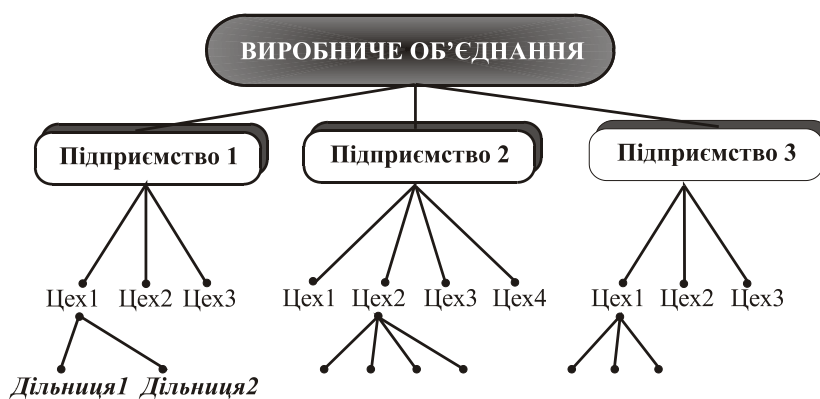 ВИРОБНИЧЕ ОБ’ЄДНАННЯ
Підприємство 1 Підприємство 2 Підприємство 3
Цех1 Цех2 Цех3 Цех1 Цех2 Цех3 Цех4 Цех1 Цех2 Цех3
Дільниця1 Дільниця2